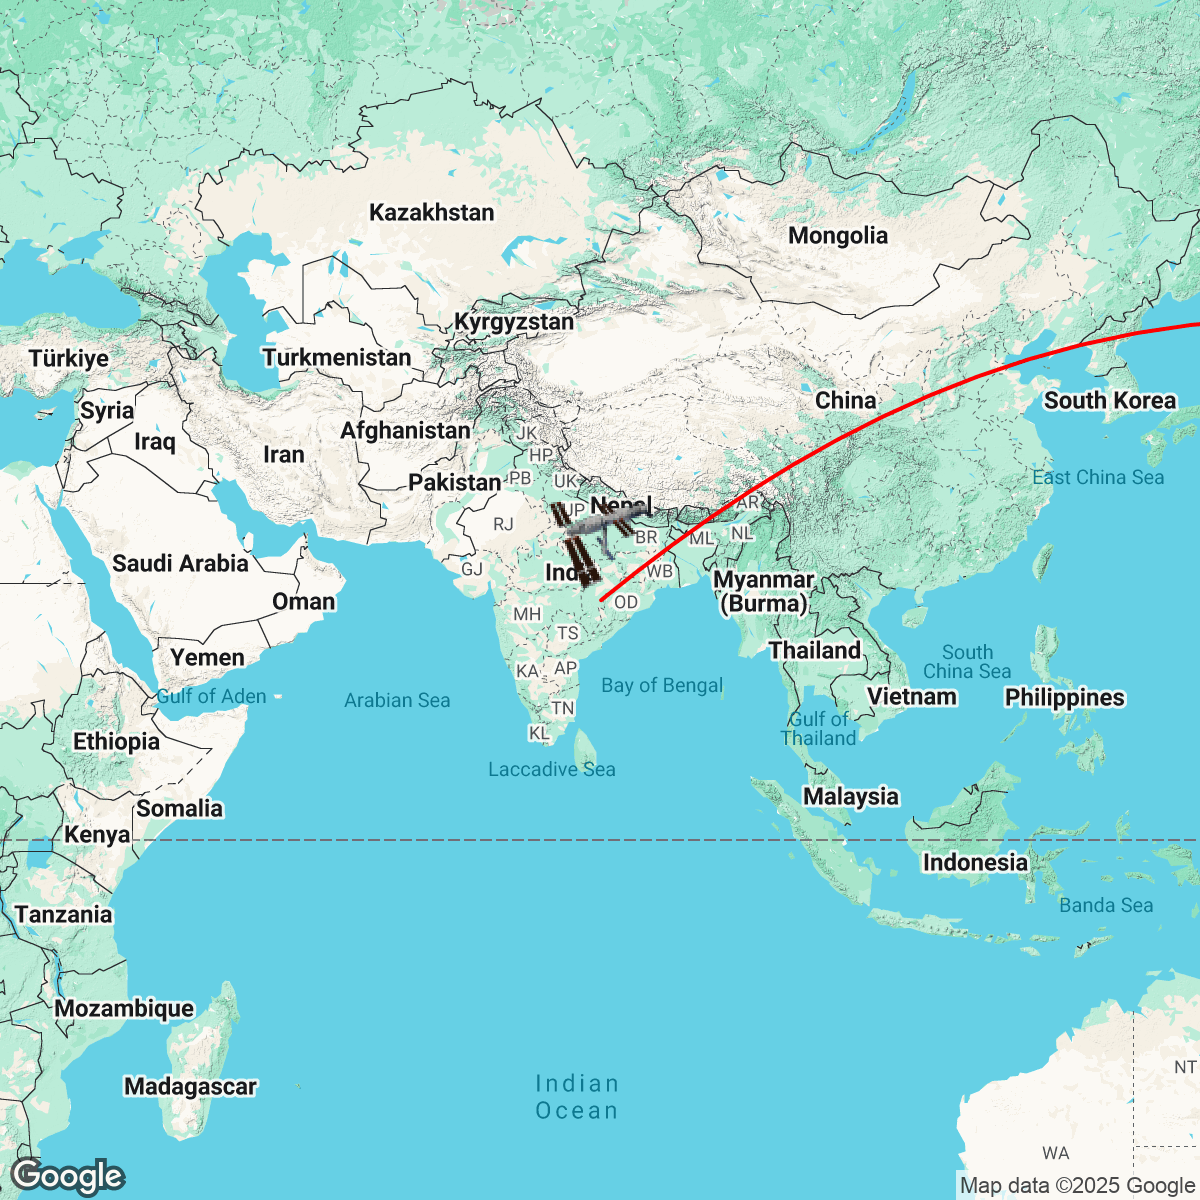 Kazakhstan
Mongolia
Kyrgyzstan
Türkiye
Turkmenistan
China
South Korea
Syria
Iraq
Iran
Afghanistan
JK
HP
Pakistan
PB
UK
East China Sea
Nepal
UP
AR
RJ
NL
ML
BR
Saudi Arabia
GJ
India
WB
Myanmar
(Burma)
Oman
MH
OD
TS
Yemen
Thailand
South
China Sea
KA
AP
Gulf of Aden
Arabian Sea
Bay of Bengal
Vietnam
Philippines
TN
Gulf of
Thailand
KL
Ethiopia
Laccadive Sea
Malaysia
Somalia
Kenya
Indonesia
Banda Sea
Tanzania
Mozambique
NT
Madagascar
Indian
Ocean
WA
Google
Map data ©2025 Google